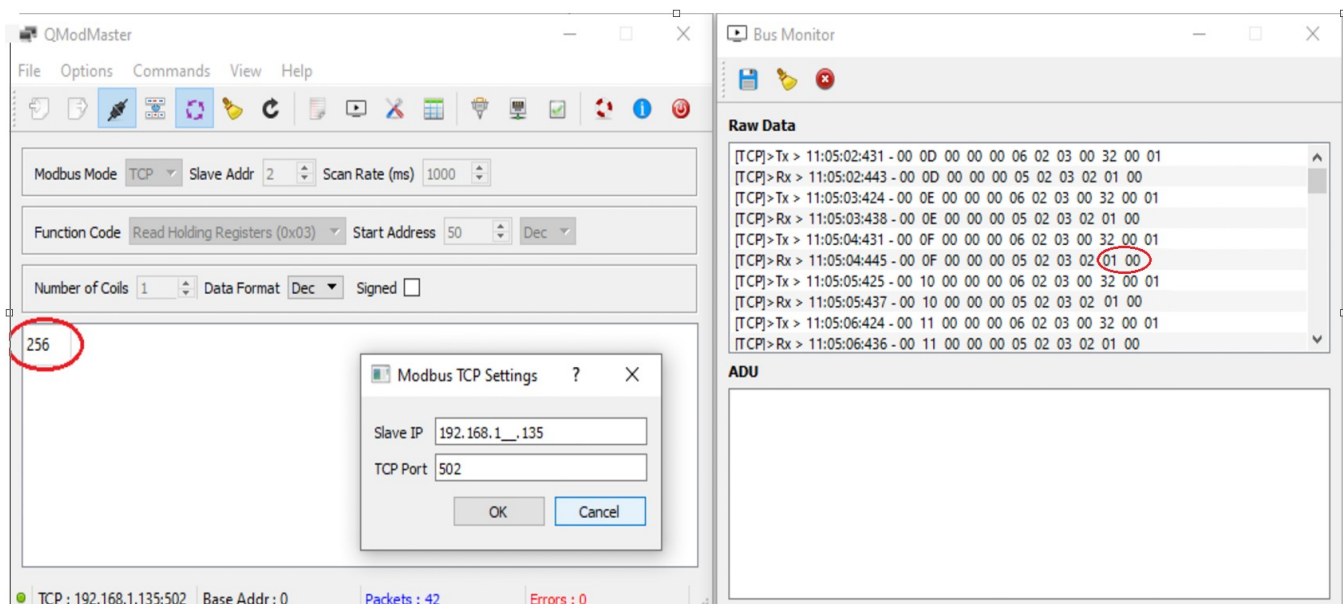 QModMaster
File Options Commands View Help
Modbus Mode TCP Slave Addr 2 Scan Rate (ms) 1000
Function Code Read Holding Registers (0x03) Start Address 50 Dec
Number of Coils 1 Data Format Dec Signed
256
Modbus TCP Settings ?
Slave IP 192.168.1__.135
TCP Port 502
OK Cancel
TCP : 192.168.1.135:502 Base Addr : 0 Packets : 42 Errors : 0
Bus Monitor
Raw Data
[TCP]>Tx > 11:05:02:431 - 00 0D 00 00 00 06 02 03 00 32 00 01
[TCP]>Rx > 11:05:02:443 - 00 0D 00 00 00 05 02 03 02 01 00
[TCP]>Tx > 11:05:03:424 - 00 0E 00 00 00 06 02 03 00 32 00 01
[TCP]>Rx > 11:05:03:438 - 00 0E 00 00 00 05 02 03 02 01 00
[TCP]>Tx > 11:05:04:431 - 00 0F 00 00 00 06 02 03 00 32 00 01
[TCP]>Rx > 11:05:04:445 - 00 0F 00 00 00 05 02 03 02 01 00
[TCP]>Tx > 11:05:05:425 - 00 10 00 00 00 06 02 03 00 32 00 01
[TCP]>Rx > 11:05:05:437 - 00 10 00 00 00 05 02 03 02 01 00
[TCP]>Tx > 11:05:06:424 - 00 11 00 00 00 06 02 03 00 32 00 01
[TCP]>Rx > 11:05:06:436 - 00 11 00 00 00 05 02 03 02 01 00
ADU